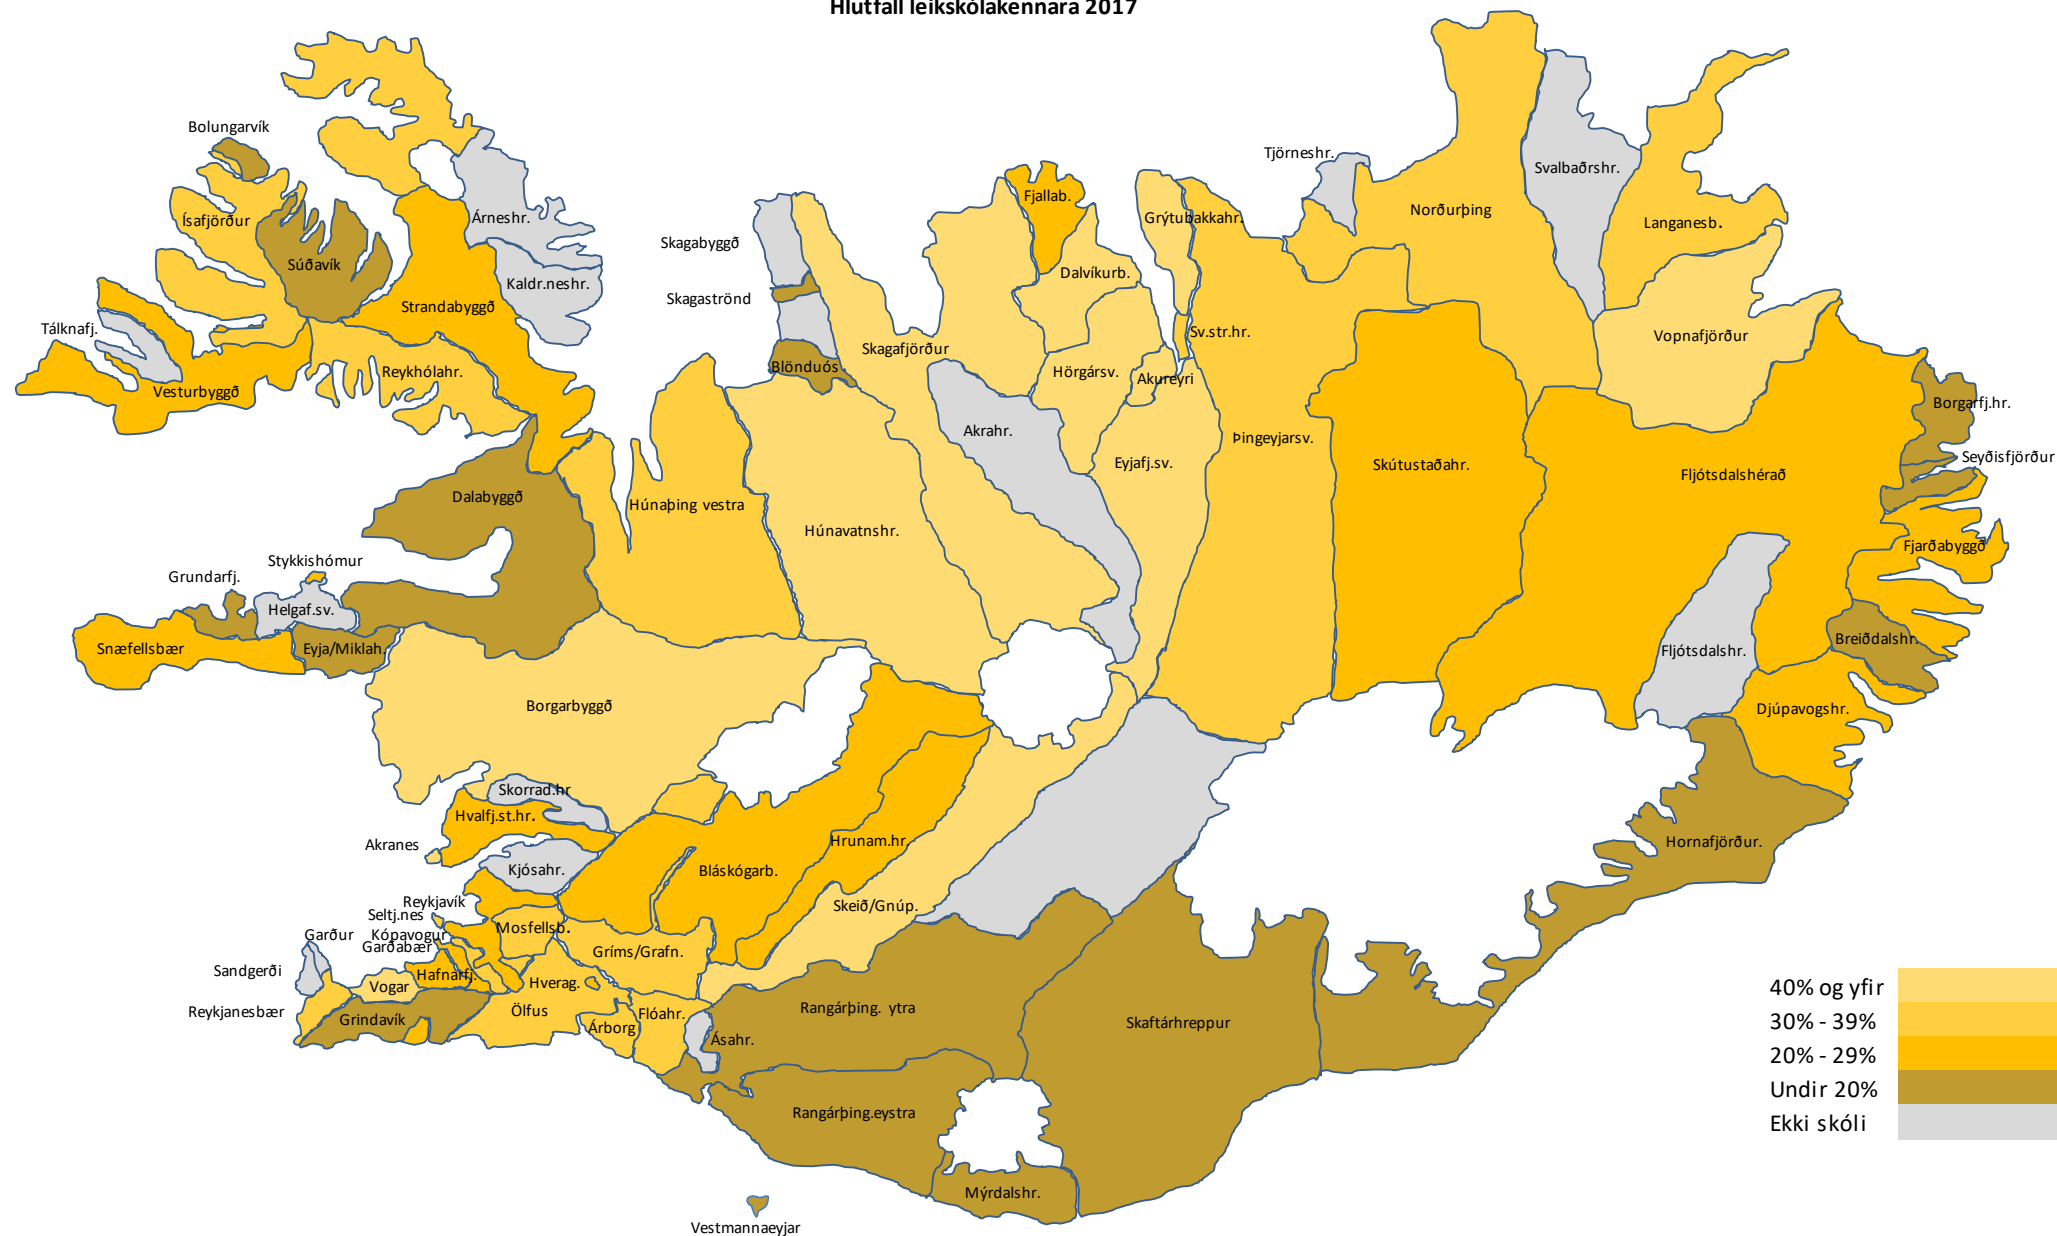 Hlutfall leikskólakennara 2017
Bolungarvík
Tjörneshr.
Svalbaðrshr.
Fjallab.
Ísafjörður
Árneshr.
Grýtubakkahr.
Norðurþing
Langanesb.
Skagabyggð
Súðavík
Kaldr.neshr.
Dalvíkurb.
Skagaströnd
Strandabyggð
Tálknafj.
Sv.str.hr.
Vopnafjörður
Skagafjörður
Blönduós
Reykhólahr.
Hörgársv.
Akureyri
Vesturbyggð
Borgarfj.hr.
Akrahr.
Þingeyjarsv.
Seyðisfjörður
Eyjafj.sv.
Skútustaðahr.
Fljótsdalshérað
Dalabyggð
Húnaþing vestra
Húnavatnshr.
Fjarðabyggð
Stykkishómur
Grundarfj.
Helgaf.sv.
Snæfellsbær
Eyja/Miklah.
Breiðdalshr.
Fljótsdalshr.
Borgarbyggð
Djúpavogshr.
Skorrad.hr
Hvalfj.st.hr.
Akranes
Hrunam.hr.
Hornafjörður.
Kjósahr.
Bláskógarb.
Reykjavík
Skeið/Gnúp.
Seltj.nes
Mosfellsb.
Garður
Kópavogur
Garðabær
Gríms/Grafn.
Sandgerði
Hafnarfj.
Hverag.
Vogar
Reykjanesbær
Grindavík
Ölfus
Flóahr.
Árborg
Rangárþing. ytra
Skaftárhreppur
Ásahr.
Rangárþing.eystra
Mýrdalshr.
Vestmannaeyjar
40% og yfir
30% - 39%
20% - 29%
Undir 20%
Ekki skóli